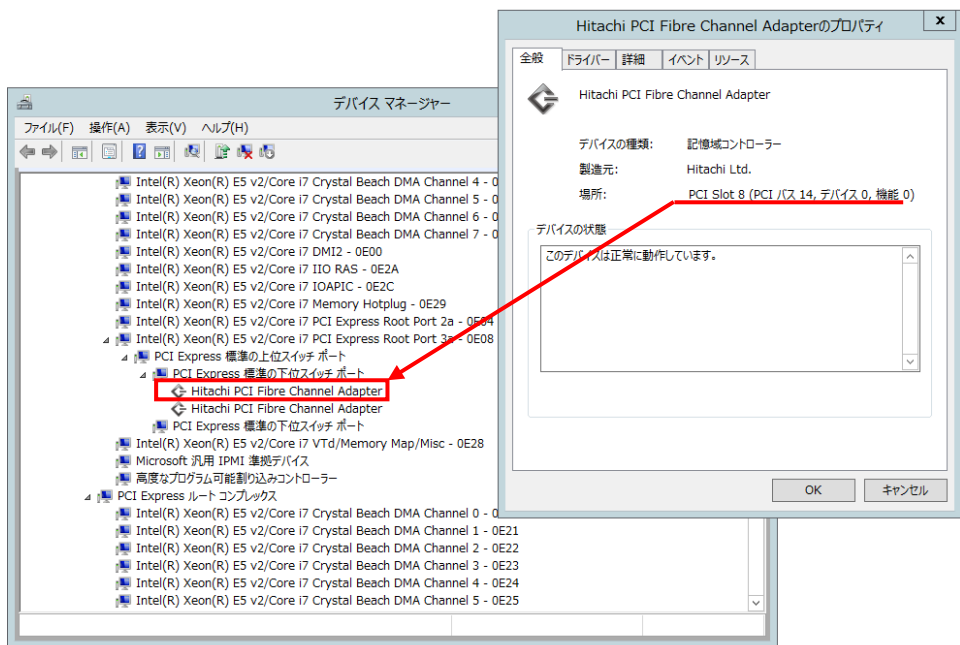 Hitachi PCI Fibre Channel Adapterのプロパティ
x
全般 ドライバー 詳細 イベント リソース
Hitachi PCI Fibre Channel Adapter
デバイスの種類: 記憶域コントローラー
製造元: Hitachi Ltd.
場所: PCI Slot 8 (PCI バス 14, デバイス 0, 機能 0)
デバイスの状態
このデバイスは正常に動作しています。
OK キャンセル
デバイス マネージャー
ファイル(F) 操作(A) 表示(V) ヘルプ(H)
Intel(R) Xeon(R) E5 v2/Core i7 Crystal Beach DMA Channel 4 - 0
Intel(R) Xeon(R) E5 v2/Core i7 Crystal Beach DMA Channel 5 - 0
Intel(R) Xeon(R) E5 v2/Core i7 Crystal Beach DMA Channel 6 - 0
Intel(R) Xeon(R) E5 v2/Core i7 Crystal Beach DMA Channel 7 - 0
Intel(R) Xeon(R) E5 v2/Core i7 DMI2 - 0E00
Intel(R) Xeon(R) E5 v2/Core i7 IIO RAS - 0E2A
Intel(R) Xeon(R) E5 v2/Core i7 IOAPIC - 0E2C
Intel(R) Xeon(R) E5 v2/Core i7 Memory Hotplug - 0E29
Intel(R) Xeon(R) E5 v2/Core i7 PCI Express Root Port 2a - 0E04
Intel(R) Xeon(R) E5 v2/Core i7 PCI Express Root Port 3a - 0E08
PCI Express 標準の上位スイッチ ポート
PCI Express 標準の下位スイッチ ポート
Hitachi PCI Fibre Channel Adapter
Hitachi PCI Fibre Channel Adapter
PCI Express 標準の下位スイッチ ポート
Intel(R) Xeon(R) E5 v2/Core i7 VTd/Memory Map/Misc - 0E28
Microsoft 汎用 IPMI 準拠デバイス
高度なプログラム可能割り込みコントローラー
PCI Express ルート コンプレックス
Intel(R) Xeon(R) E5 v2/Core i7 Crystal Beach DMA Channel 0 - 0
Intel(R) Xeon(R) E5 v2/Core i7 Crystal Beach DMA Channel 1 - 0E21
Intel(R) Xeon(R) E5 v2/Core i7 Crystal Beach DMA Channel 2 - 0E22
Intel(R) Xeon(R) E5 v2/Core i7 Crystal Beach DMA Channel 3 - 0E23
Intel(R) Xeon(R) E5 v2/Core i7 Crystal Beach DMA Channel 4 - 0E24
Intel(R) Xeon(R) E5 v2/Core i7 Crystal Beach DMA Channel 5 - 0E25